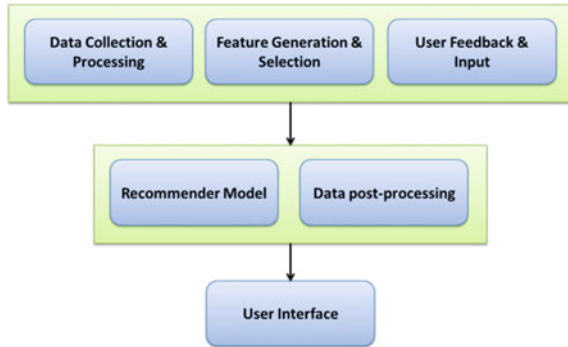 Data Collection &
Processing
Feature Generation &
Selection
User Feedback &
Input
Recommender Model
Data post-processing
User Interface